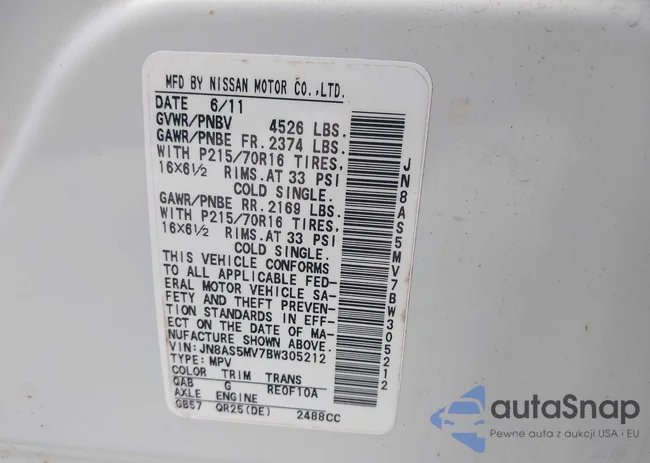 MFD BY NISSAN MOTOR CO.,LTD.
DATE 6/11
GVWR/PNBV 4526 LBS.
GAWR/PNBE FR. 2374 LBS.
WITH P215/70R16 TIRES,
16X6½ RIMS. AT 33 PSI
COLD SINGLE.
GAWR/PNBE RR. 2169 LBS.
WITH P215/70R16 TIRES,
16X6½ RIMS. AT 33 PSI
COLD SINGLE.
THIS VEHICLE CONFORMS
TO ALL APPLICABLE FED-
ERAL MOTOR VEHICLE SA-
FETY AND THEFT PREVEN-
TION STANDARDS IN EFF-
ECT ON THE DATE OF MA-
NUFACTURE SHOWN ABOVE.
VIN: JN8AS5MV7BW305212
TYPE: MPV
COLOR TRIM TRANS
QAB G RE0F10A
AXLE ENGINE
GB57 QR25(DE) 2488CC
JN8AS5MV7BW305212
autaSnap
Pewne auta z aukcji USA i EU